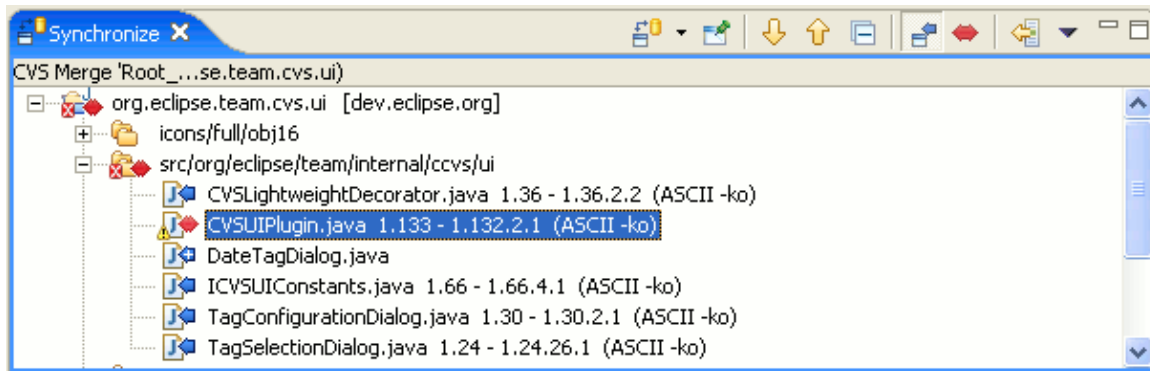 Synchronize
CVS Merge 'Root_...se.team.cvs.ui)
org.eclipse.team.cvs.ui [dev.eclipse.org]
icons/full/obj16
src/org/eclipse/team/internal/ccvs/ui
CVSLightweightDecorator.java 1.36 - 1.36.2.2 (ASCII -ko)
CVSUIPlugin.java 1.133 - 1.132.2.1 (ASCII -ko)
DateTagDialog.java
ICVSUIConstants.java 1.66 - 1.66.4.1 (ASCII -ko)
TagConfigurationDialog.java 1.30 - 1.30.2.1 (ASCII -ko)
TagSelectionDialog.java 1.24 - 1.24.26.1 (ASCII -ko)